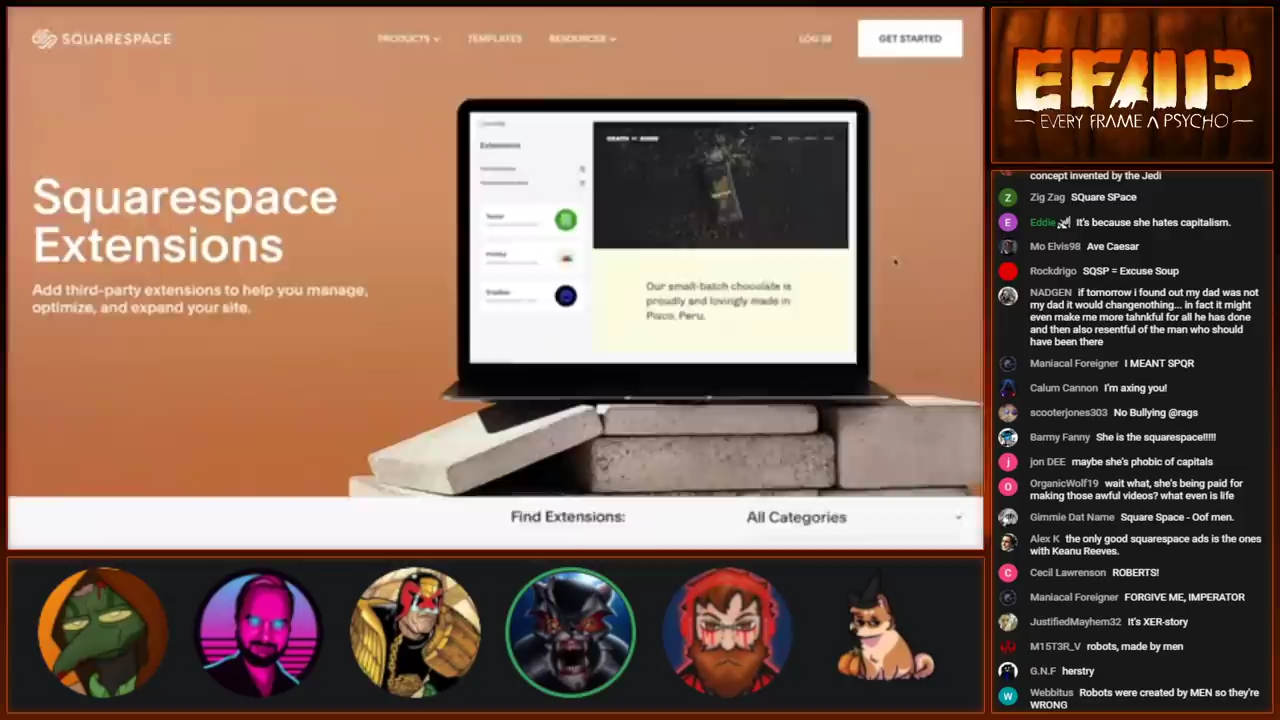 SQUARESPACE
PRODUCTS
TEMPLATES
RESOURCES
LOG IN
GET STARTED
Squarespace
Extensions
Add third-party extensions to help you manage,
optimize, and expand your site.
Extensions
Our small-batch chocolate is
proudly and lovingly made in
Pisco, Peru.
Find Extensions:
All Categories
EFAP
EVERY FRAME A PSYCHO
concept invented by the Jedi
Zig Zag SQuare SPace
Eddie It's because she hates capitalism.
Mo Elvis98 Ave Caesar
Rockdrigo SQSP = Excuse Soup
NADGEN if tomorrow i found out my dad was not
my dad it would changenothing... in fact it might
even make me more tahnkful for all he has done
and then also resentful of the man who should
have been there
Maniacal Foreigner I MEANT SPQR
Calum Cannon I'm axing you!
scooterjones303 No Bullying @rags
Barmy Fanny She is the squarespace!!!!!
jon DEE maybe she's phobic of capitals
OrganicWolf19 wait what, she's being paid for
making those awful videos? what even is life
Gimmie Dat Name Square Space - Oof men.
Alex K the only good squarespace ads is the ones
with Keanu Reeves.
Cecil Lawrenson ROBERTS!
Maniacal Foreigner FORGIVE ME, IMPERATOR
JustifiedMayhem32 It's XER-story
M15T3R_V robots, made by men
G.N.F herstry
Webbitus Robots were created by MEN so they're
WRONG